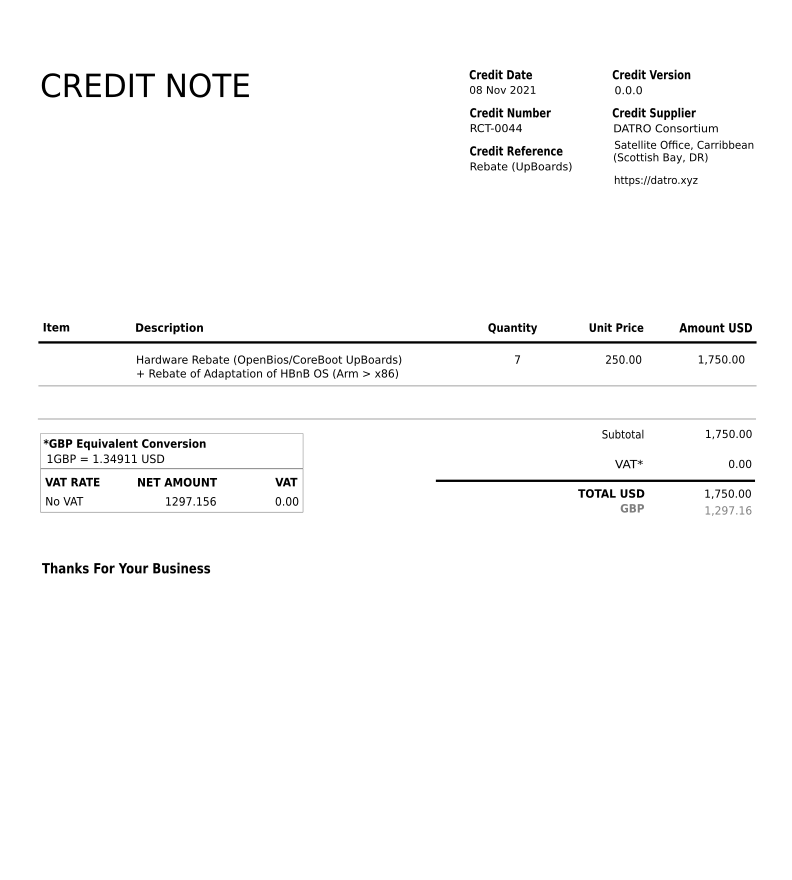 CREDIT NOTE
Credit Date
08 Nov 2021
Credit Number
RCT-0044
Credit Reference
Rebate (UpBoards)
Credit Version
0.0.0
Credit Supplier
DATRO Consortium
Satellite Office, Carribbean
(Scottish Bay, DR)
https://datro.xyz
Item Description Quantity Unit Price Amount USD
Hardware Rebate (OpenBios/CoreBoot UpBoards) 7 250.00 1,750.00
+ Rebate of Adaptation of HBnB OS (Arm > x86)
*GBP Equivalent Conversion
1GBP = 1.34911 USD
VAT RATE NET AMOUNT VAT
No VAT 1297.156 0.00
Subtotal 1,750.00
VAT* 0.00
TOTAL USD 1,750.00
GBP 1,297.16
Thanks For Your Business